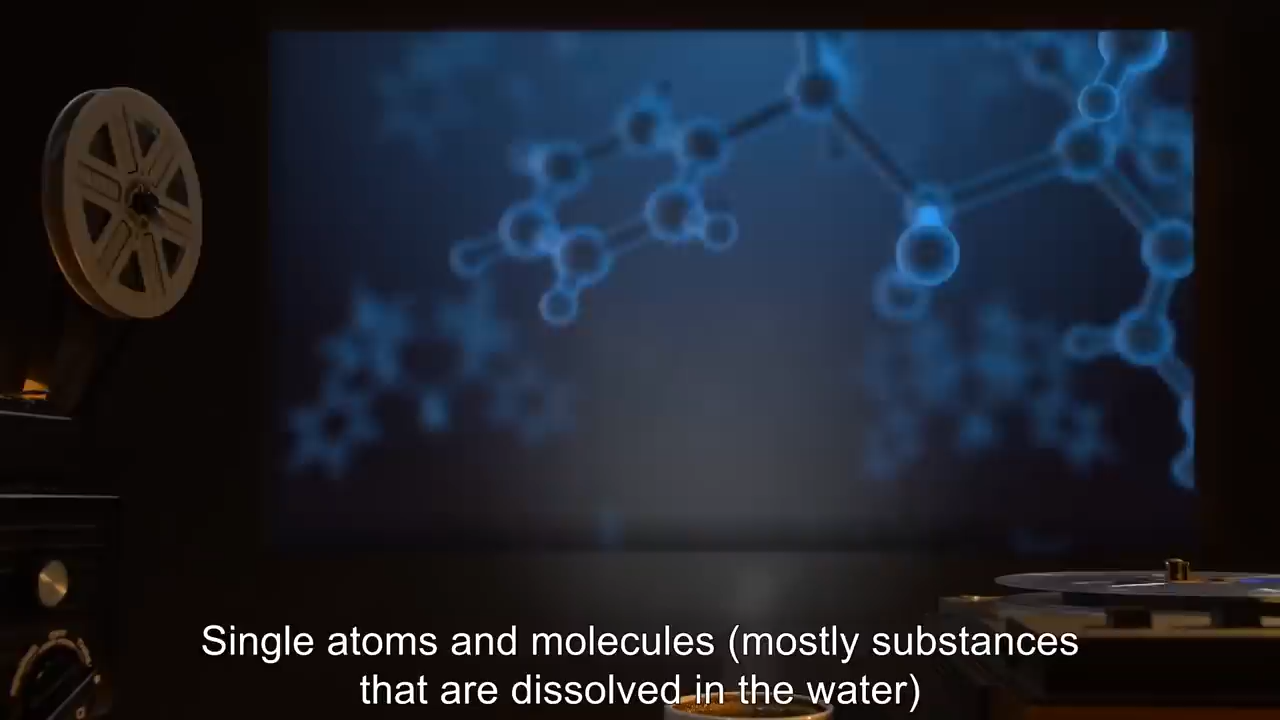 Single atoms and molecules (mostly substances
that are dissolved in the water)